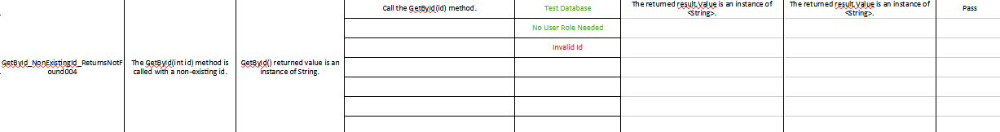 Call the GetById(id) method.
Test Database
The returned result.Value is an instance of
<String>.
The returned result.Value is an instance of
<String>.
Pass
No User Role Needed
Invalid Id
GetById_NonExistingId_ReturnsNotF
ound004
The GetById(int id) method is
called with a non-existing id.
GetById() returned value is an
instance of String.